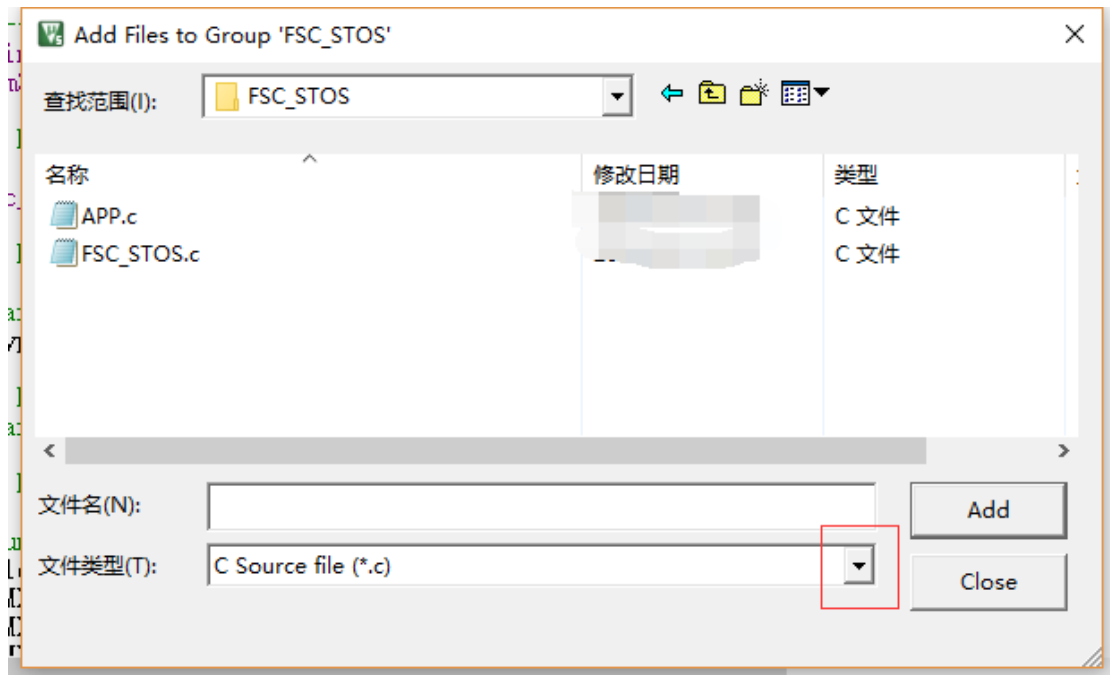 Add Files to Group 'FSC_STOS'
查找范围(I):
FSC_STOS
名称
修改日期
类型
APP.c
C 文件
FSC_STOS.c
C 文件
文件名(N):
Add
文件类型(T):
C Source file (*.c)
Close